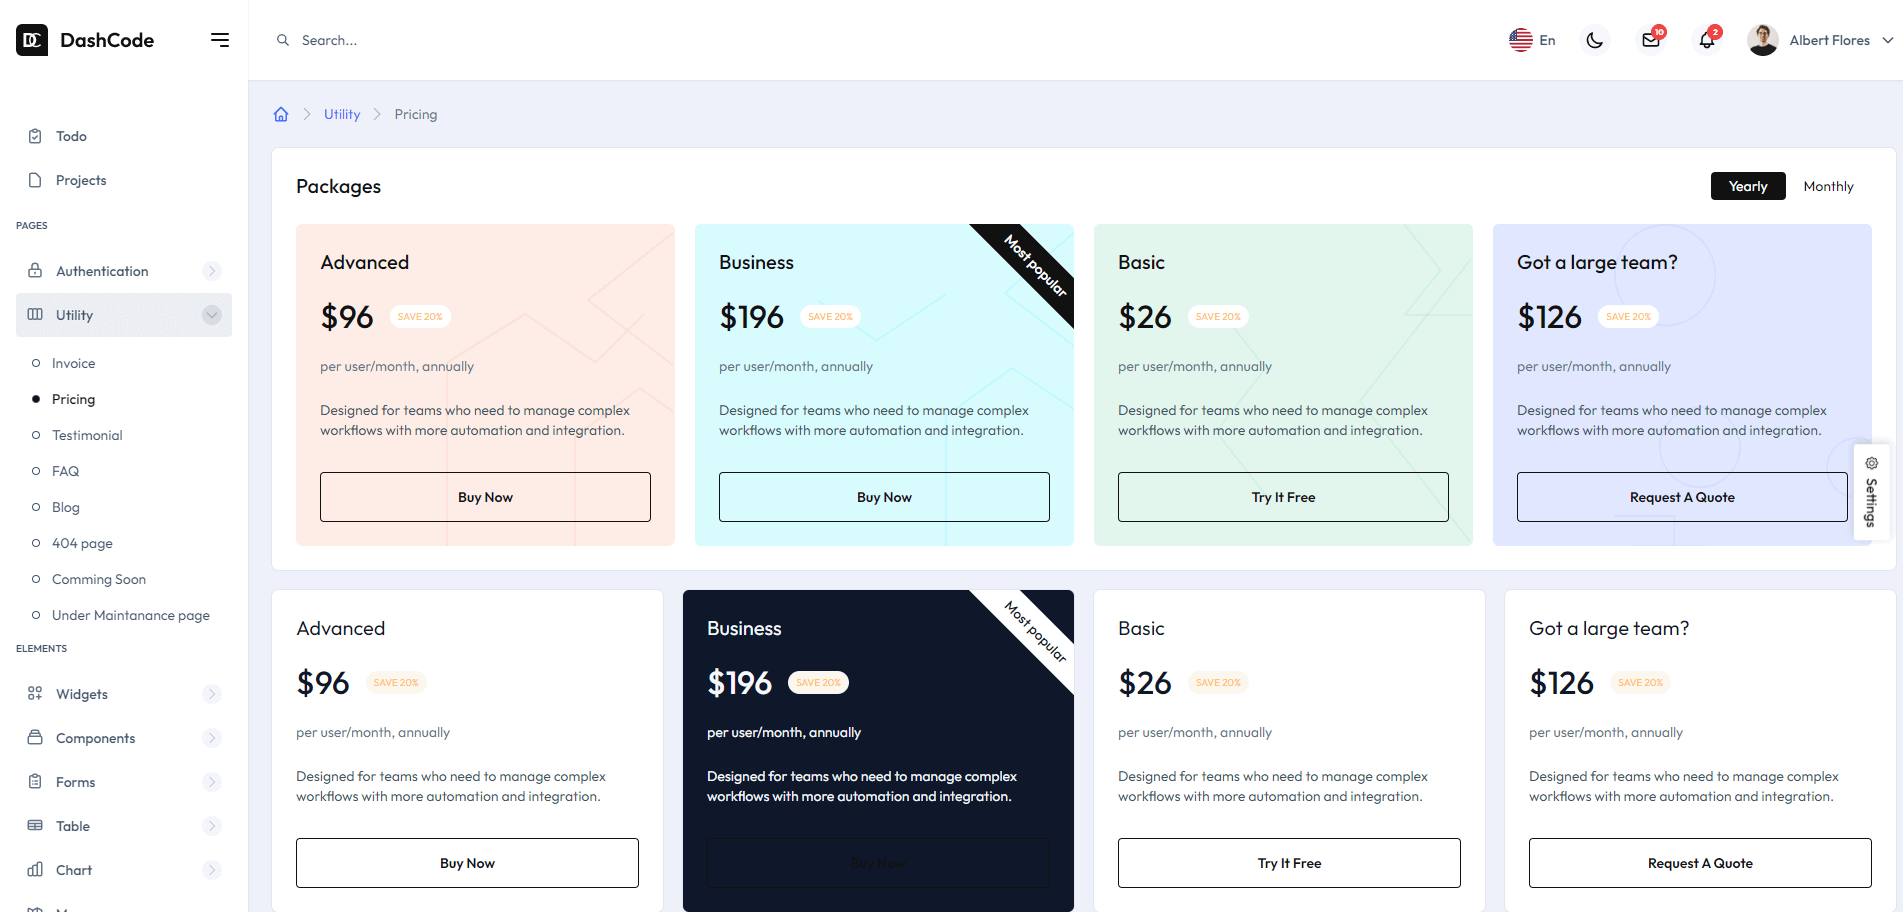 DashCode
Search...
En
10
2
Albert Flores
Todo
Projects
PAGES
Authentication
Utility
Invoice
Pricing
Testimonial
FAQ
Blog
404 page
Comming Soon
Under Maintanance page
ELEMENTS
Widgets
Components
Forms
Table
Chart
Utility
Pricing
Packages
Yearly
Monthly
Advanced
$96
SAVE 20%
per user/month, annually
Designed for teams who need to manage complex
workflows with more automation and integration.
Buy Now
Business
Most popular
$196
SAVE 20%
per user/month, annually
Designed for teams who need to manage complex
workflows with more automation and integration.
Buy Now
Basic
$26
SAVE 20%
per user/month, annually
Designed for teams who need to manage complex
workflows with more automation and integration.
Try It Free
Got a large team?
$126
SAVE 20%
per user/month, annually
Designed for teams who need to manage complex
workflows with more automation and integration.
Request A Quote
Settings
Advanced
$96
SAVE 20%
per user/month, annually
Designed for teams who need to manage complex
workflows with more automation and integration.
Buy Now
Business
Most popular
$196
SAVE 20%
per user/month, annually
Designed for teams who need to manage complex
workflows with more automation and integration.
Buy Now
Basic
$26
SAVE 20%
per user/month, annually
Designed for teams who need to manage complex
workflows with more automation and integration.
Try It Free
Got a large team?
$126
SAVE 20%
per user/month, annually
Designed for teams who need to manage complex
workflows with more automation and integration.
Request A Quote